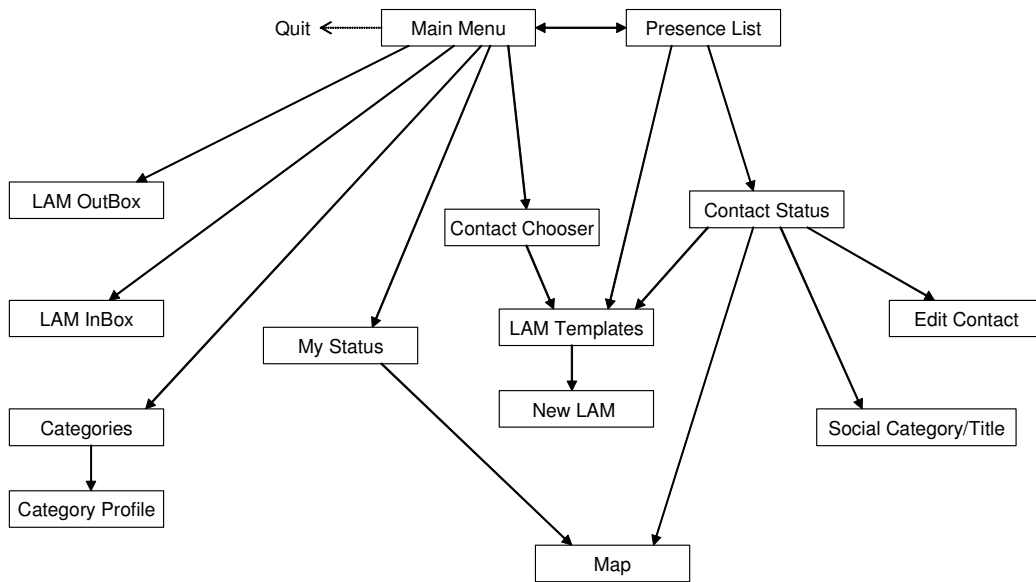 Quit
Main Menu
Presence List
LAM OutBox
Contact Chooser
Contact Status
LAM InBox
My Status
LAM Templates
Edit Contact
New LAM
Categories
Social Category/Title
Category Profile
Map